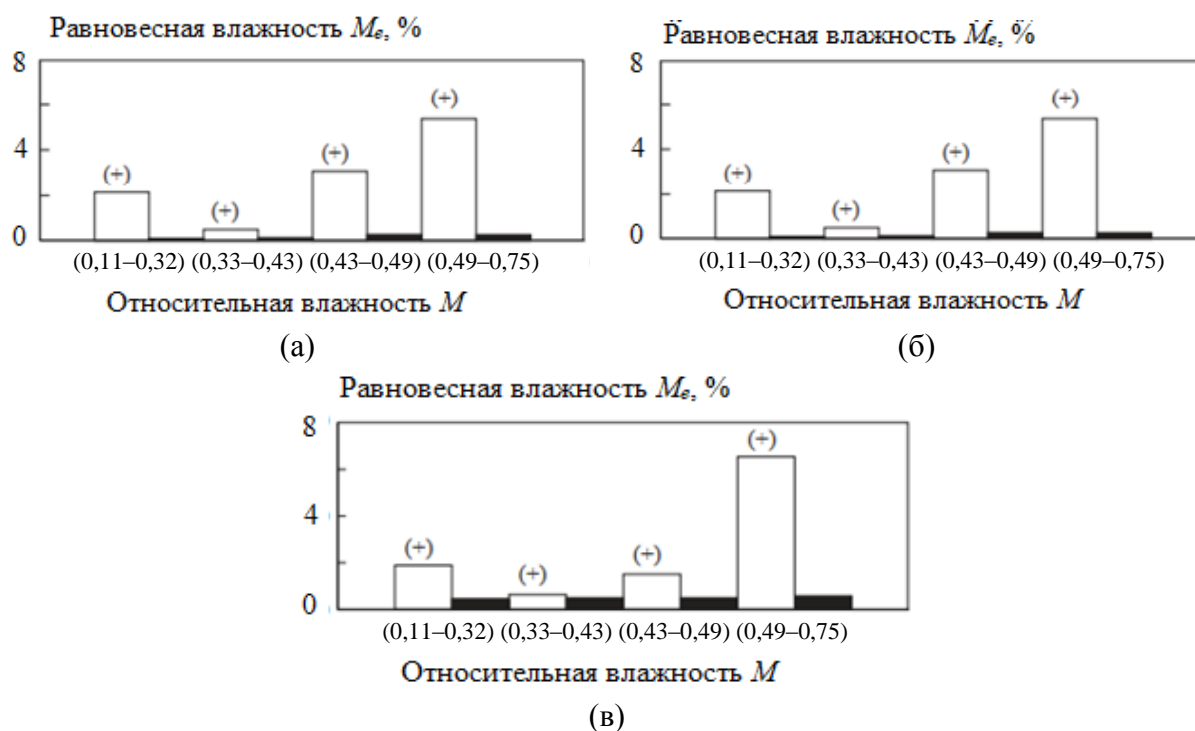 Равновесная влажность Mₑ, %
8
(+)
4
(+)
(+)
(+)
0
(0,11–0,32) (0,33–0,43) (0,43–0,49) (0,49–0,75)
Относительная влажность M
(а)
Равновесная влажность Mₑ, %
8
(+)
4
(+)
(+)
(+)
0
(0,11–0,32) (0,33–0,43) (0,43–0,49) (0,49–0,75)
Относительная влажность M
(б)
Равновесная влажность Mₑ, %
8
(+)
4
(+)
(+)
(+)
0
(0,11–0,32) (0,33–0,43) (0,43–0,49) (0,49–0,75)
Относительная влажность M
(в)